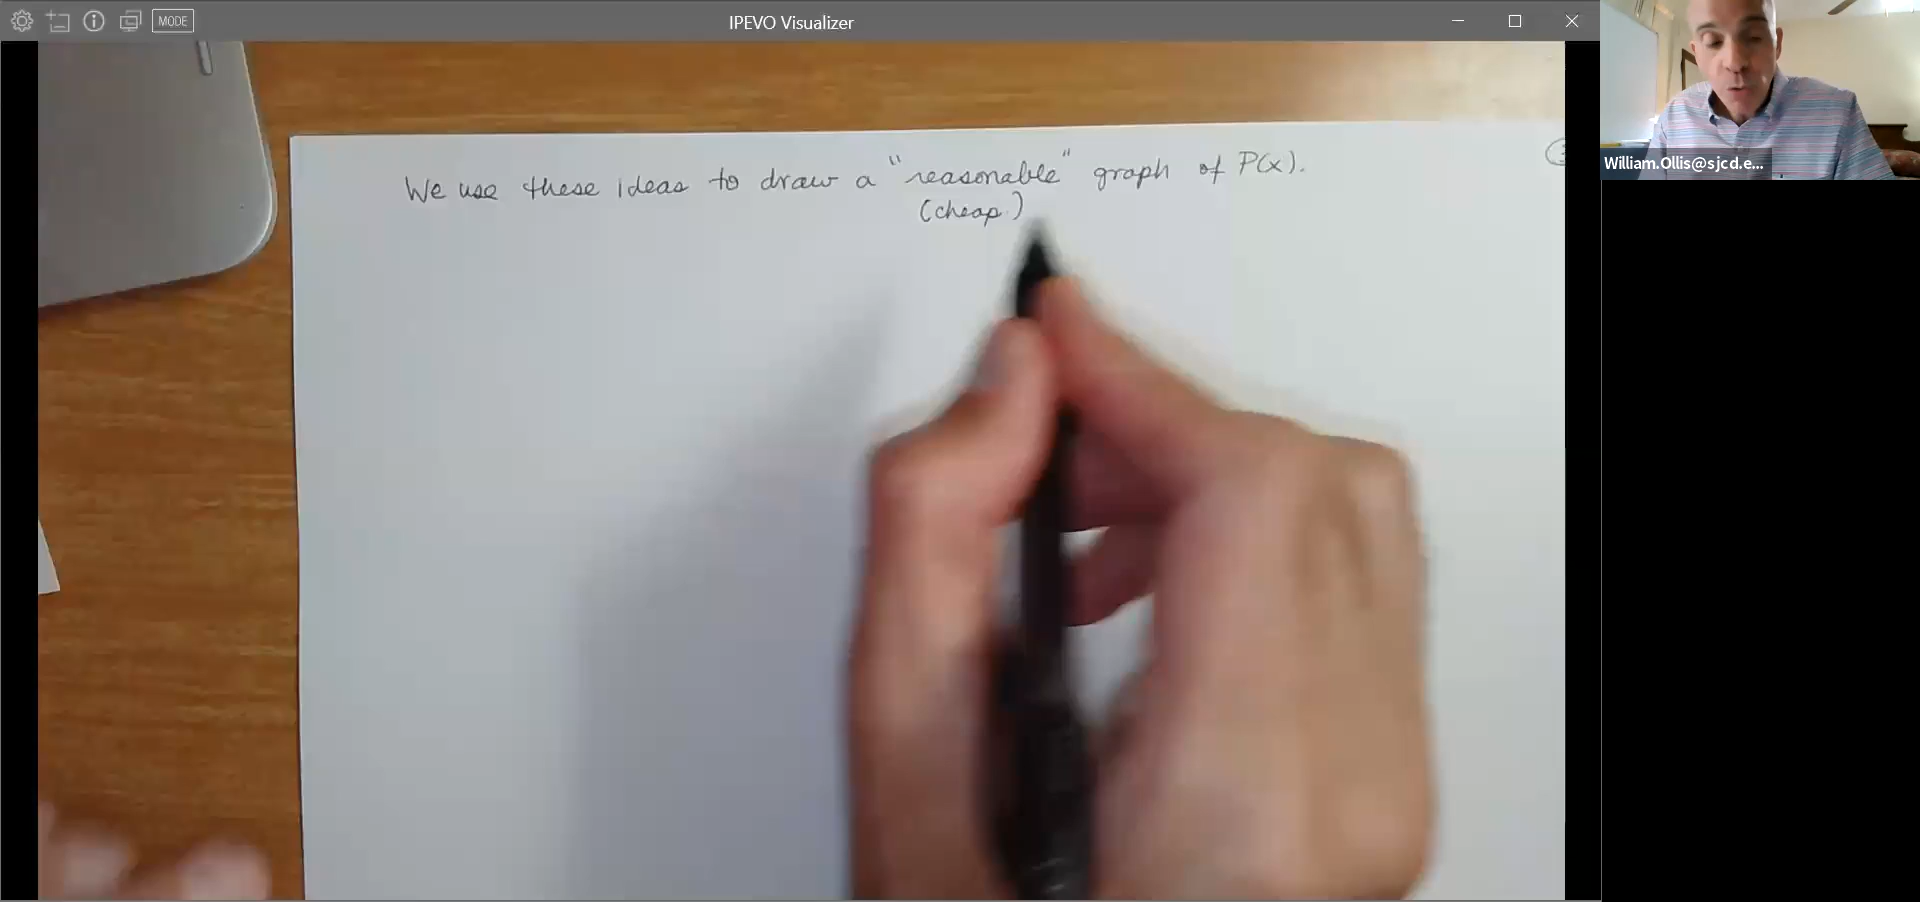 MODE
IPEVO Visualizer
We use these ideas to draw a "reasonable" graph of P(x).
(cheap)
William.Ollis@sjcd.e...